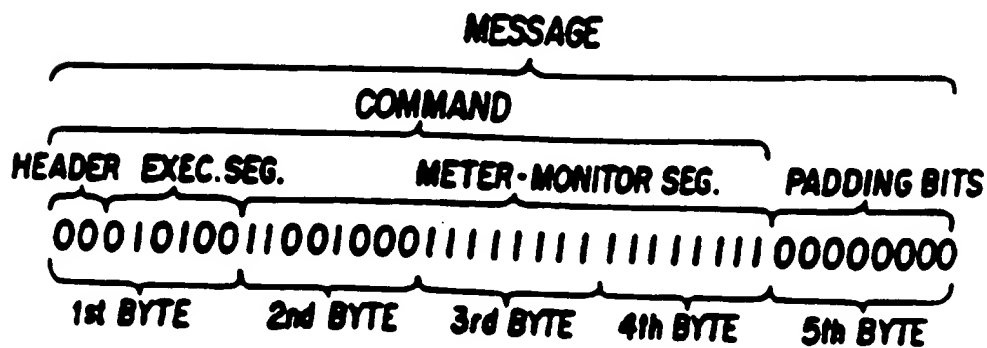 MESSAGE
COMMAND
HEADER EXEC. SEG. METER-MONITOR SEG. PADDING BITS
0001010011001000111111111111111100000000
1st BYTE 2nd BYTE 3rd BYTE 4th BYTE 5th BYTE